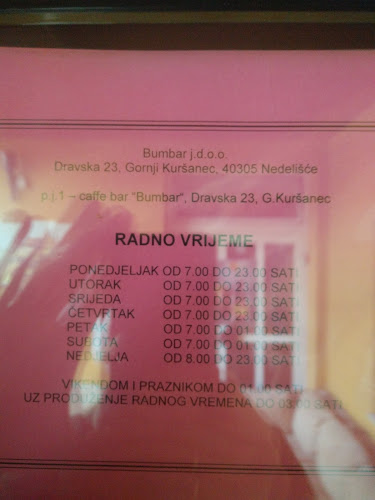 Bumbar j.d.o.o.
Dravska 23, Gornji Kuršanec, 40305 Nedelišće
p.j.1 – caffe bar "Bumbar", Dravska 23, G.Kuršanec
RADNO VRIJEME
PONEDJELJAK OD 7.00 DO 23.00 SATI
UTORAK OD 7.00 DO 23.00 SATI
SRIJEDA OD 7.00 DO 23.00 SATI
ČETVRTAK OD 7.00 DO 23.00 SATI
PETAK OD 7.00 DO 01.00 SATI
SUBOTA OD 7.00 DO 01.00 SATI
NEDJELJA OD 8.00 DO 23.00 SATI
VIKENDOM I PRAZNIKOM DO 01.00 SATI
UZ PRODUŽENJE RADNOG VREMENA DO 03.00 SATI